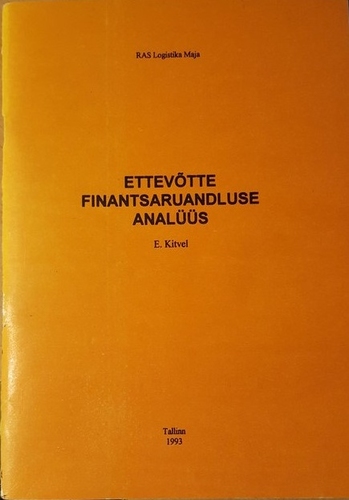 RAS Logistika Maja
ETTEVÕTTE
FINANTSARUANDLUSE
ANALÜÜS
E. Kitvel
Tallinn
1993